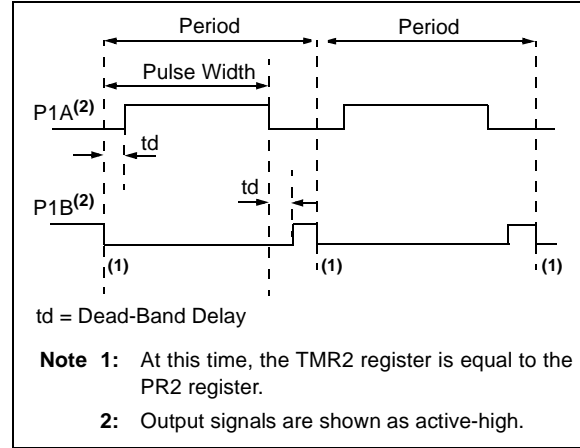 Period Period
Pulse Width
P1A(2)
td
td
P1B(2)
(1) (1) (1)
td = Dead-Band Delay
Note 1: At this time, the TMR2 register is equal to the
PR2 register.
2: Output signals are shown as active-high.